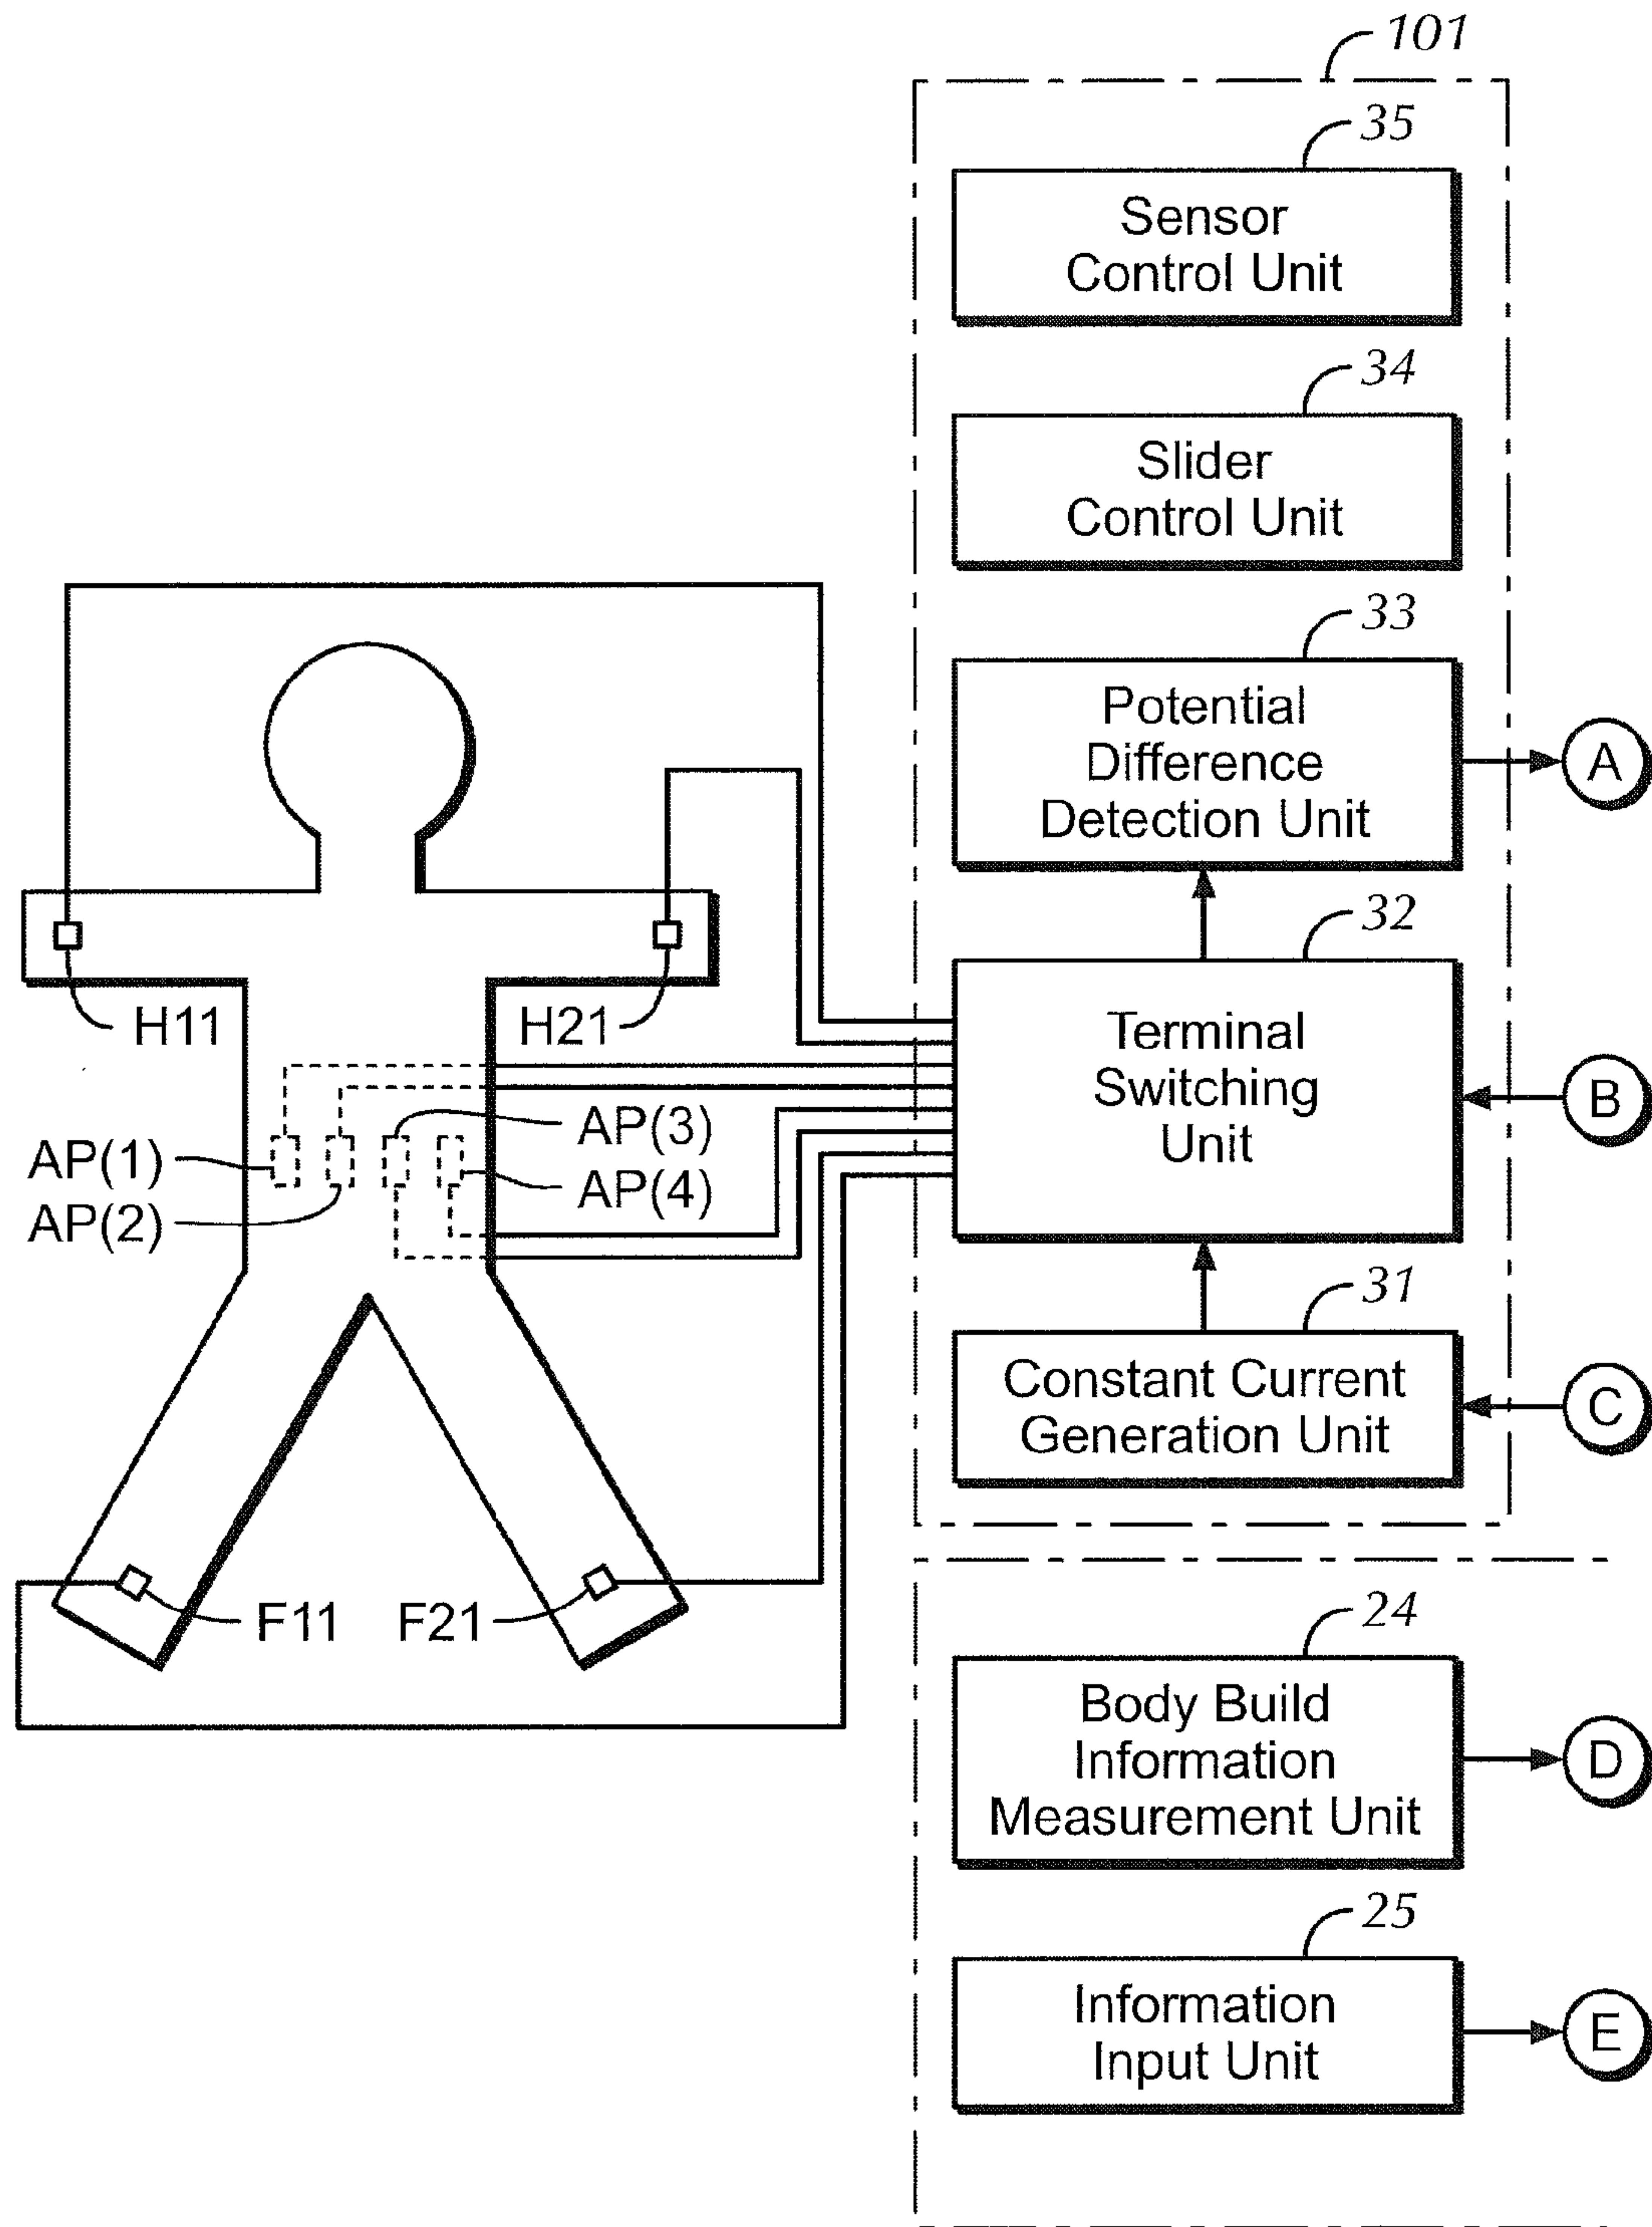 101
35
Sensor
Control Unit
34
Slider
Control Unit
33
Potential
Difference
Detection Unit
A
32
Terminal
Switching
Unit
B
31
Constant Current
Generation Unit
C
H11
H21
AP(1)
AP(2)
AP(3)
AP(4)
F11
F21
24
Body Build
Information
Measurement Unit
D
25
Information
Input Unit
E